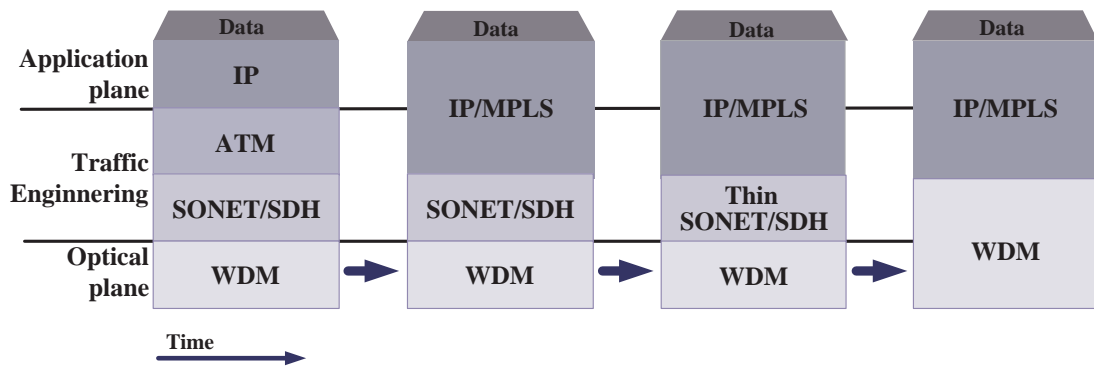 Data
Data
Data
Data
Application
plane
IP
IP/MPLS
IP/MPLS
IP/MPLS
ATM
Traffic
Enginnering
SONET/SDH
SONET/SDH
Thin
SONET/SDH
Optical
plane
WDM
WDM
WDM
WDM
Time